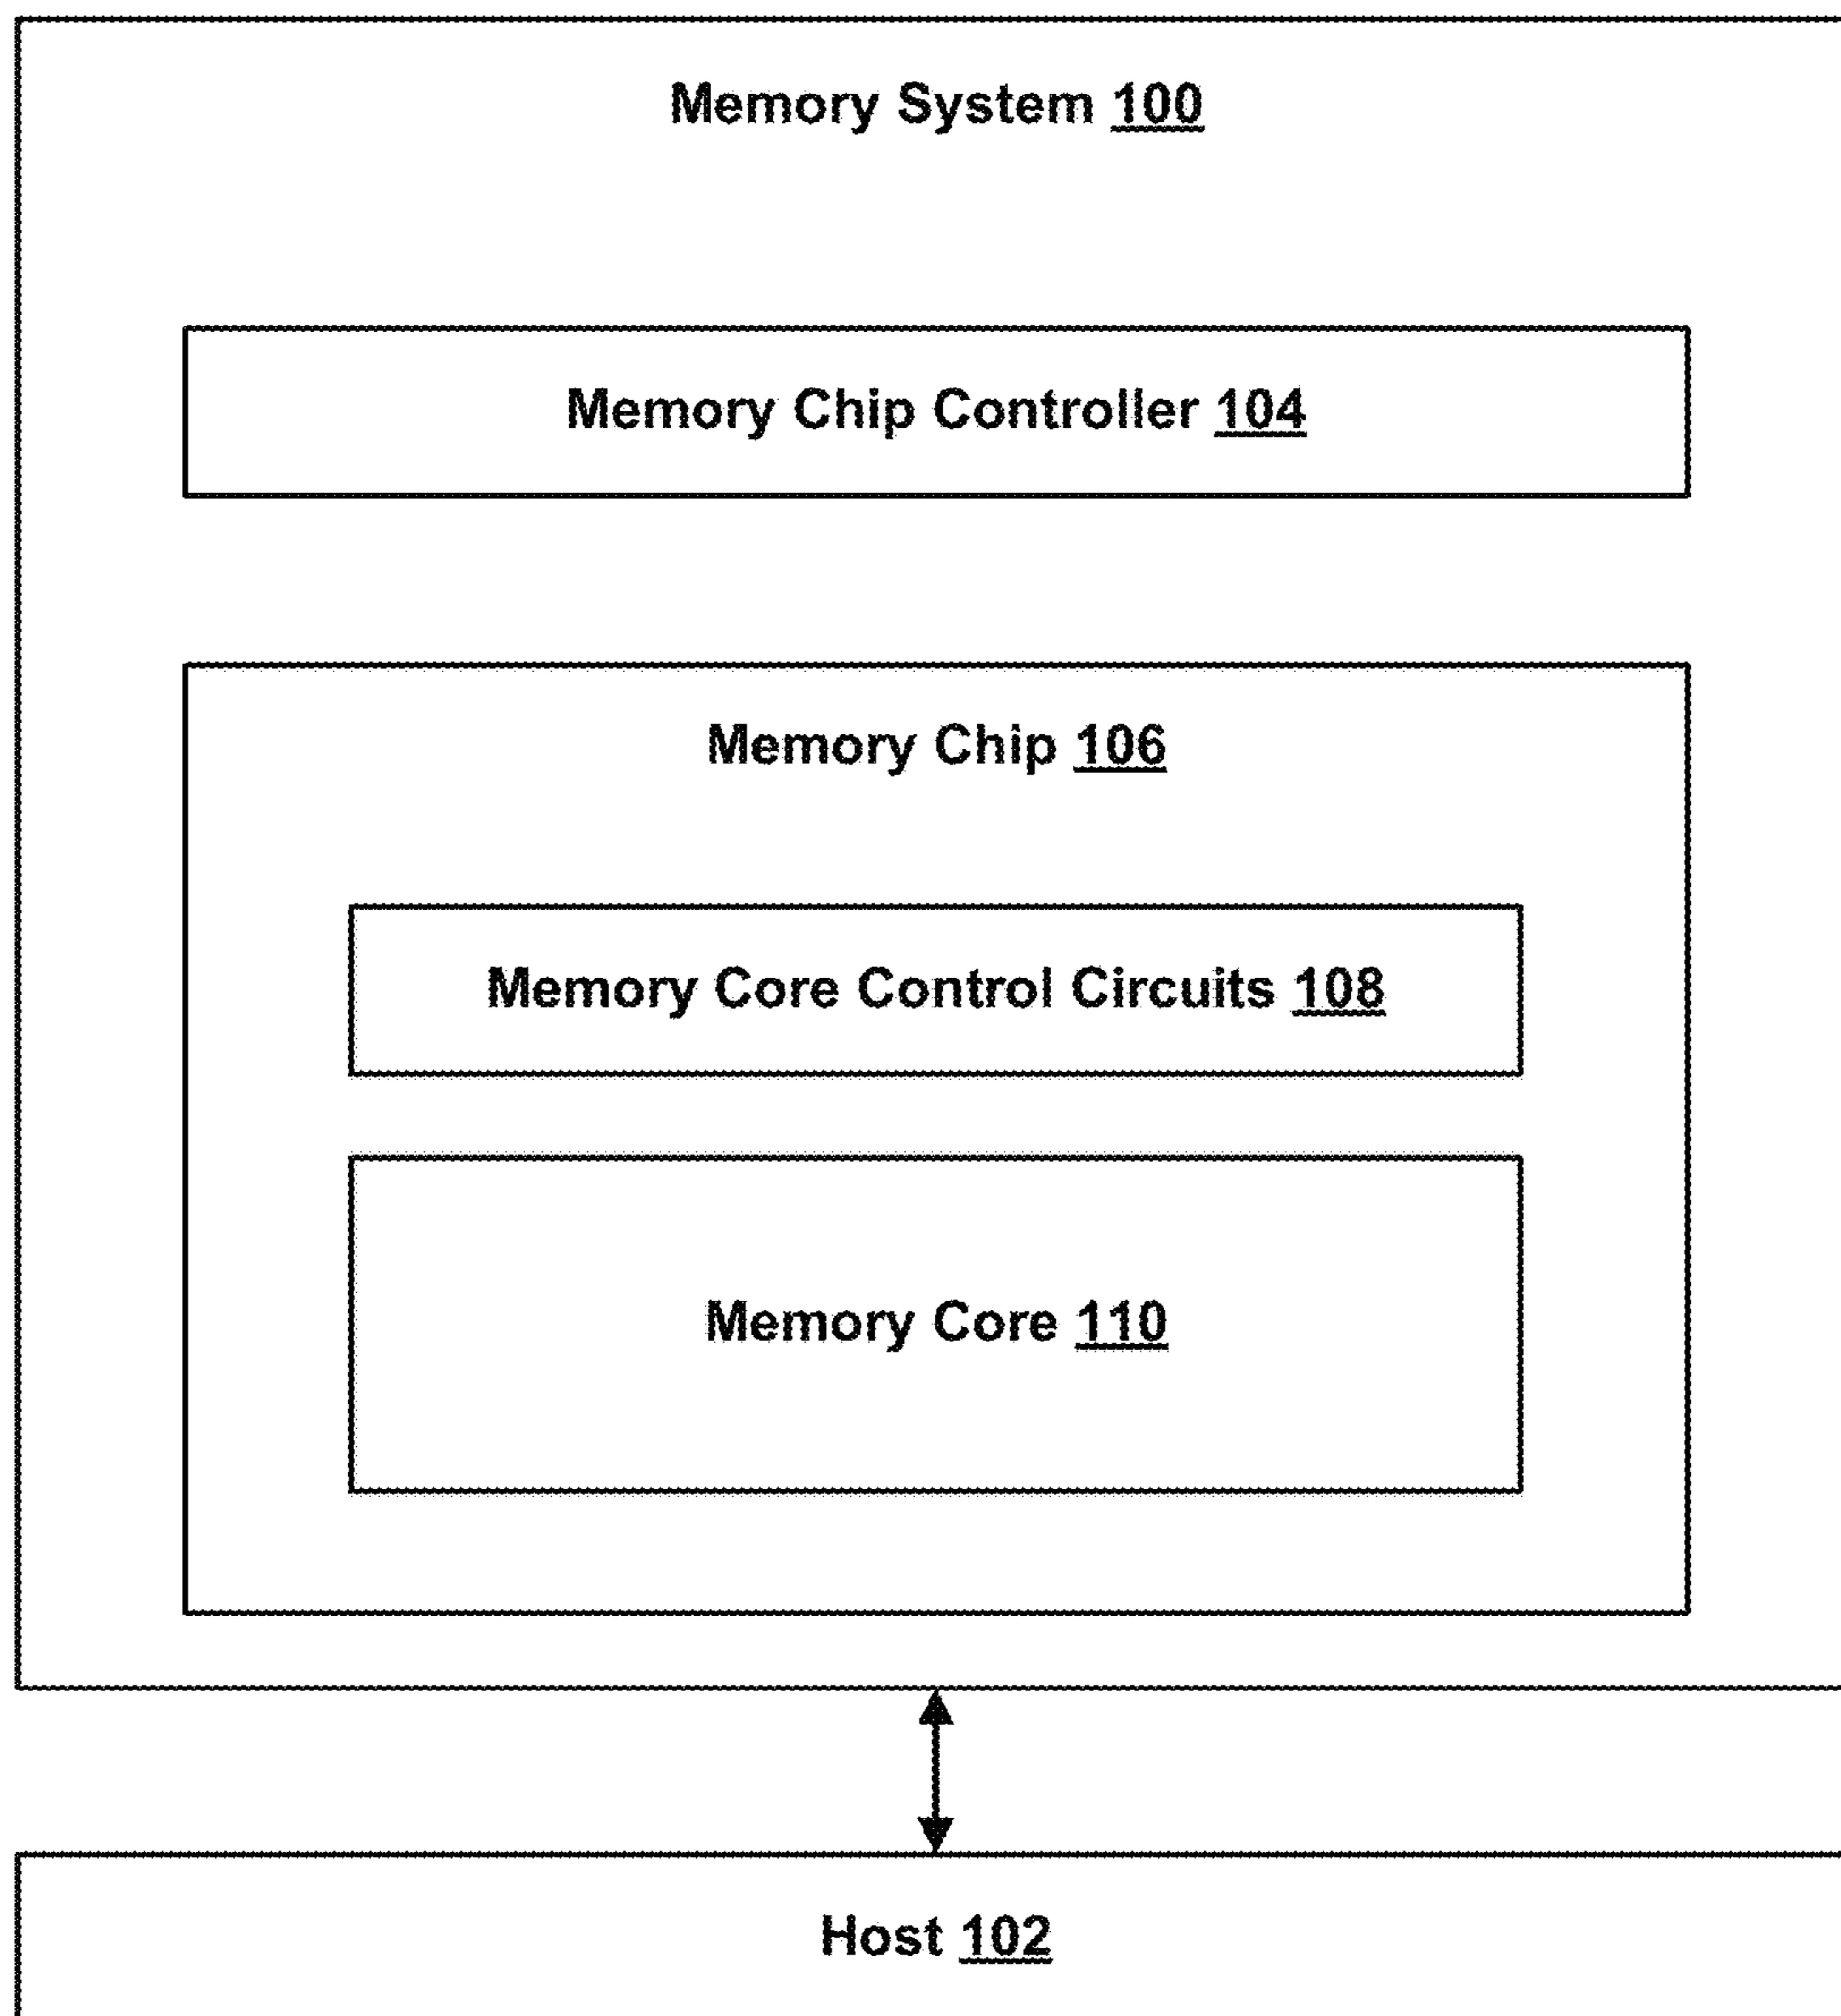 Memory System 100
Memory Chip Controller 104
Memory Chip 106
Memory Core Control Circuits 108
Memory Core 110
Host 102